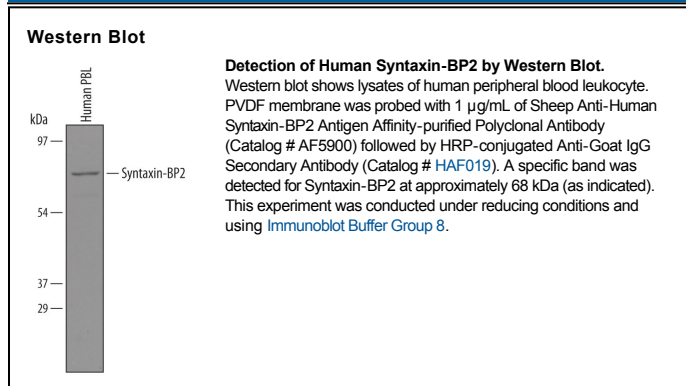 Western Blot
Human PBL
kDa
97
Syntaxin-BP2
54
37
29
Detection of Human Syntaxin-BP2 by Western Blot.
Western blot shows lysates of human peripheral blood leukocyte.
PVDF membrane was probed with 1 µg/mL of Sheep Anti-Human
Syntaxin-BP2 Antigen Affinity-purified Polyclonal Antibody
(Catalog # AF5900) followed by HRP-conjugated Anti-Goat IgG
Secondary Antibody (Catalog # HAF019). A specific band was
detected for Syntaxin-BP2 at approximately 68 kDa (as indicated).
This experiment was conducted under reducing conditions and
using Immunoblot Buffer Group 8.